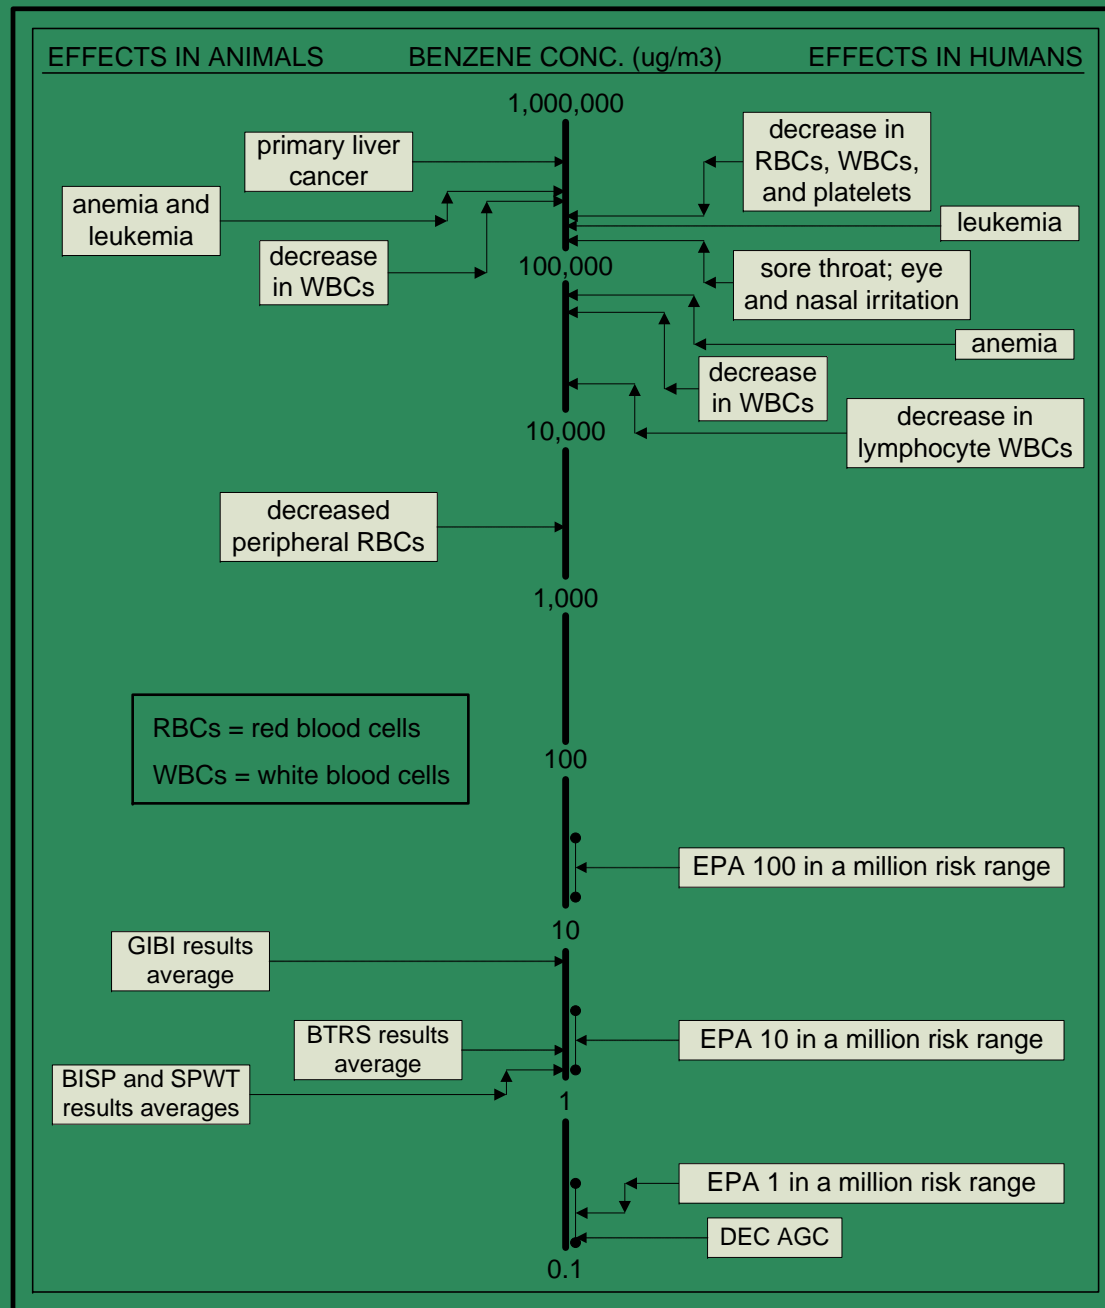 EFFECTS IN ANIMALS
BENZENE CONC. (ug/m3)
EFFECTS IN HUMANS
1,000,000
primary liver
cancer
decrease in
RBCs, WBCs,
and platelets
anemia and
leukemia
leukemia
decrease
in WBCs
100,000
sore throat; eye
and nasal irritation
anemia
decrease
in WBCs
10,000
decrease in
lymphocyte WBCs
decreased
peripheral RBCs
1,000
RBCs = red blood cells
WBCs = white blood cells
100
EPA 100 in a million risk range
10
GIBI results
average
BTRS results
average
EPA 10 in a million risk range
BISP and SPWT
results averages
1
EPA 1 in a million risk range
DEC AGC
0.1